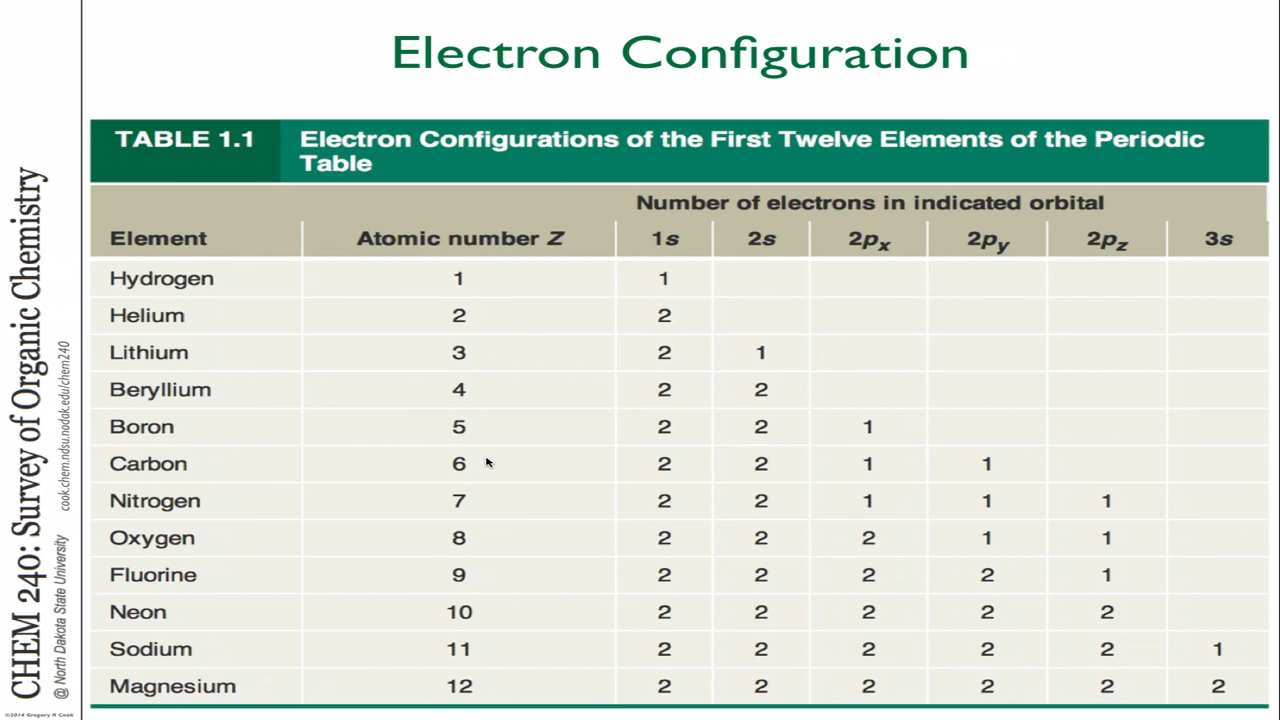 Electron Configuration
TABLE 1.1 Electron Configurations of the First Twelve Elements of the Periodic
Table
Number of electrons in indicated orbital
Element Atomic number Z 1s 2s 2px 2py 2pz 3s
Hydrogen 1 1
Helium 2 2
Lithium 3 2 1
Beryllium 4 2 2
Boron 5 2 2 1
Carbon 6 2 2 1 1
Nitrogen 7 2 2 1 1 1
Oxygen 8 2 2 2 1 1
Fluorine 9 2 2 2 2 1
Neon 10 2 2 2 2 2
Sodium 11 2 2 2 2 2 1
Magnesium 12 2 2 2 2 2 2
CHEM 240: Survey of Organic Chemistry
@ North Dakota State University cook.chem.ndsu.nodak.edu/chem240
©2014 Gregory R Cook